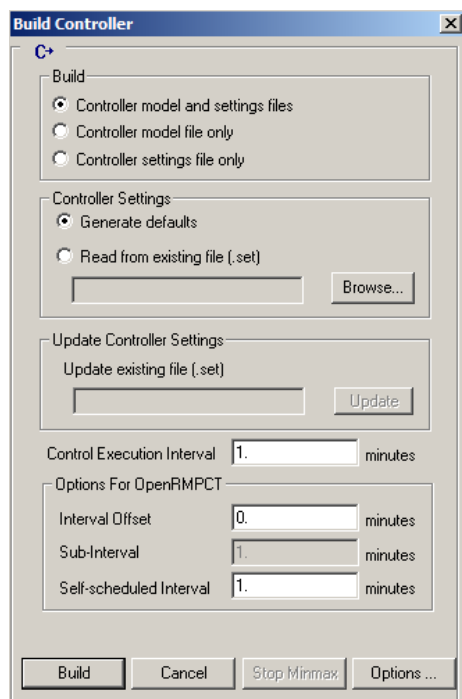 Build Controller
C+
Build
Controller model and settings files
Controller model file only
Controller settings file only
Controller Settings
Generate defaults
Read from existing file (.set)
Browse...
Update Controller Settings
Update existing file (.set)
Update
Control Execution Interval 1. minutes
Options For OpenRMPCT
Interval Offset 0. minutes
Sub-Interval 1. minutes
Self-scheduled Interval 1. minutes
Build Cancel Stop Minmax Options ...